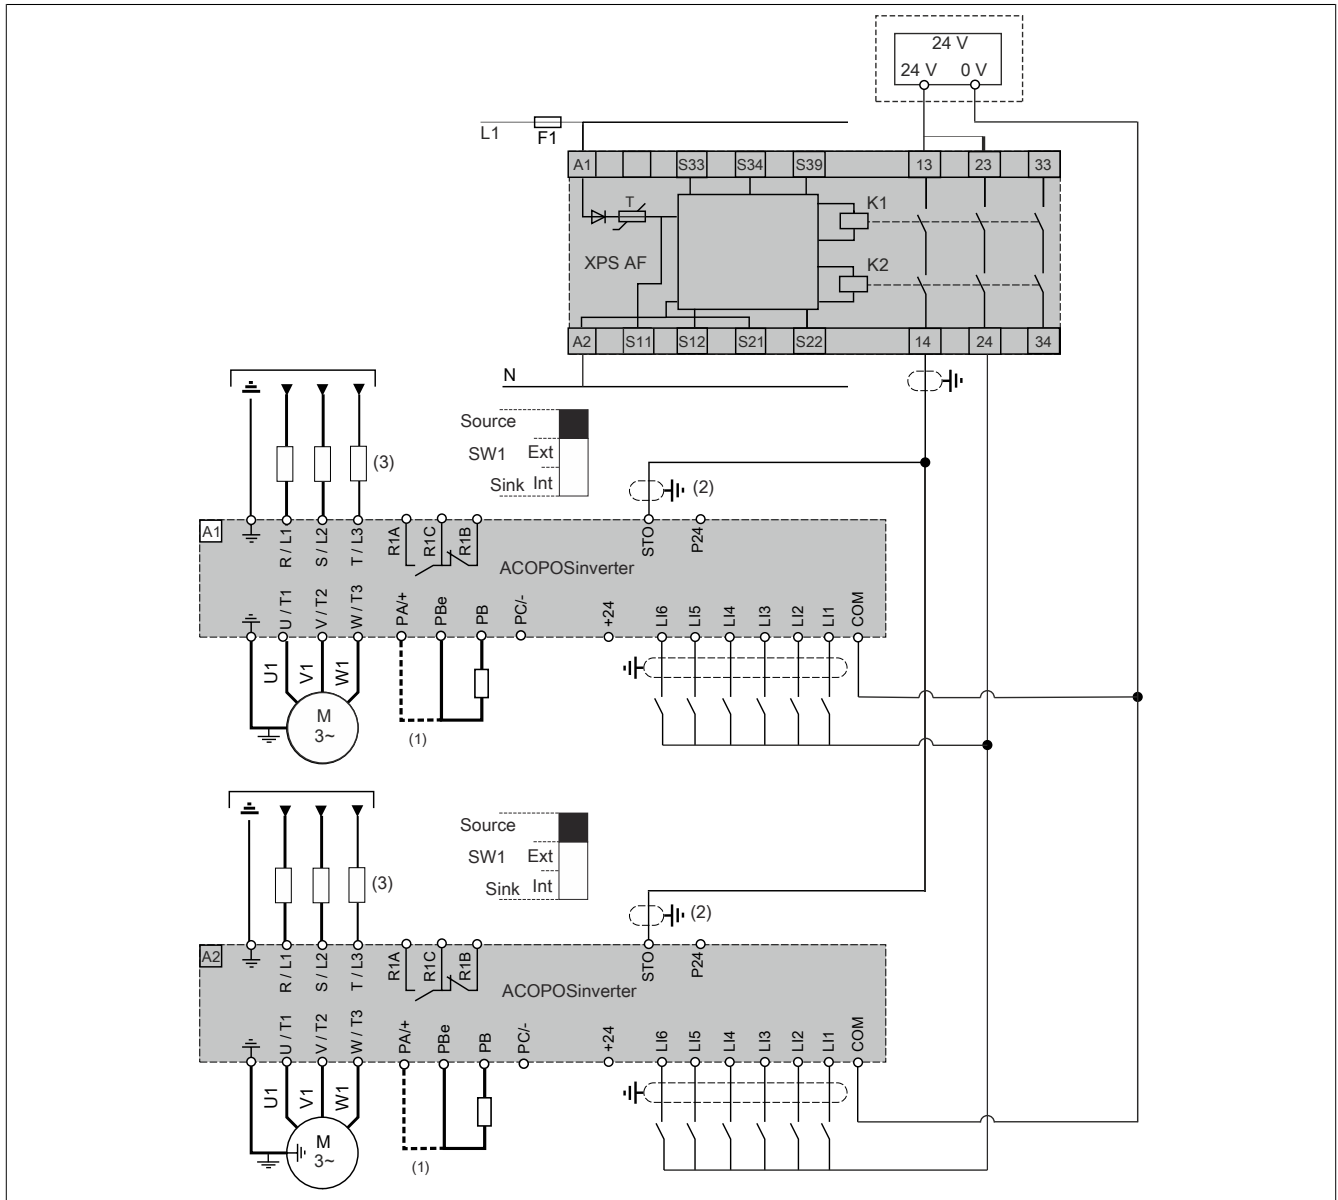 24 V
24 V 0 V
L1 F1
A1 S33 S34 S39 13 23 33
T
K1
XPS AF
K2
A2 S11 S12 S21 S22 14 24 34
N
Source
SW1 Ext
Sink Int
(3)
(2)
A1
R / L1 S / L2 T / L3 R1A R1C R1B STO P24
ACOPOSinverter
U / T1 V / T2 W / T3 PA/+ PBe PB PC/- +24 LI6 LI5 LI4 LI3 LI2 LI1 COM
U1 V1 W1
M
3~
(1)
Source
SW1 Ext
Sink Int
(3)
(2)
A2
R / L1 S / L2 T / L3 R1A R1C R1B STO P24
ACOPOSinverter
U / T1 V / T2 W / T3 PA/+ PBe PB PC/- +24 LI6 LI5 LI4 LI3 LI2 LI1 COM
U1 V1 W1
M
3~
(1)